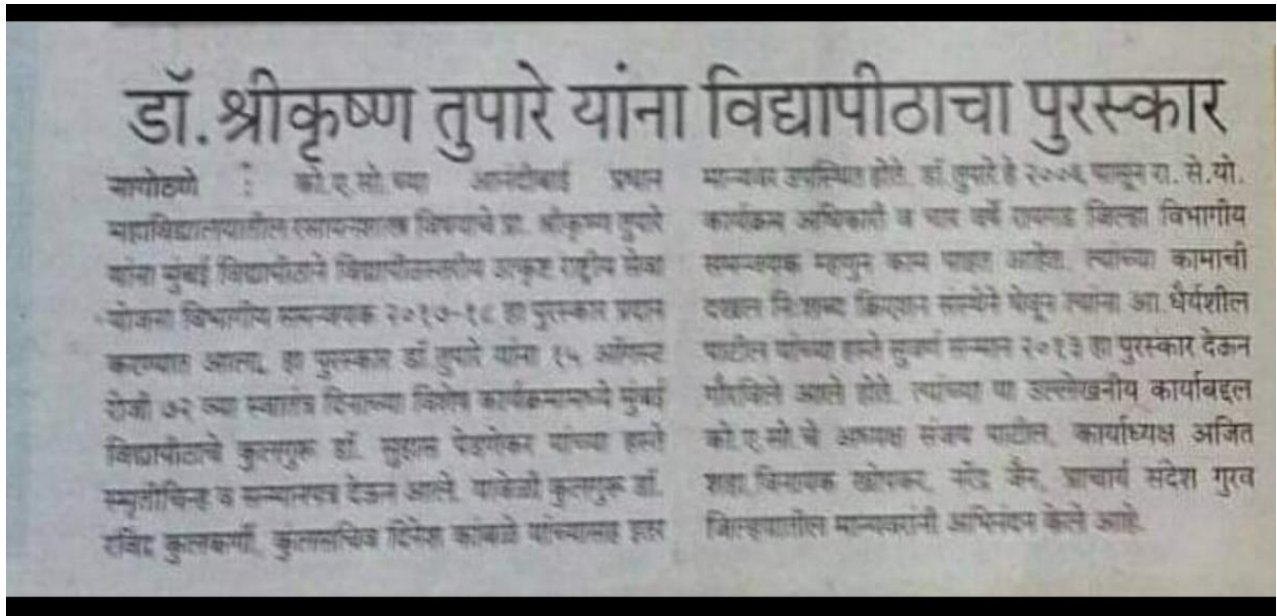 डॉ. श्रीकृष्ण तुपारे यांना विद्यापीठाचा पुरस्कार
नागोठणे : को.ए.सो.च्या आनंदीबाई प्रधान
महाविद्यालयातील रसायनशास्त्र विषयाचे प्रा. श्रीकृष्ण तुपारे
यांना मुंबई विद्यापीठाने विद्यापीठस्तरीय उत्कृष्ट राष्ट्रीय सेवा
योजना विभागीय समन्वयक २०१७-१८ हा पुरस्कार प्रदान
करण्यात आला. हा पुरस्कार डॉ.तुपारे यांना १५ ऑगस्ट
रोजी ७२ व्या स्वातंत्र दिनाच्या विशेष कार्यक्रमामध्ये मुंबई
विद्यापीठाचे कुलगुरू डॉ. सुहास पेडणेकर यांच्या हस्ते
स्मृतीचिन्ह व सन्मानपत्र देऊन आले. यावेळी कुलगुरू डॉ.
रविंद्र कुलकर्णी, कुलसचिव दिनेश कांबळे यांच्यासह इतर
मान्यवर उपस्थित होते. डॉ.तुपारे हे पासून रा. से.यो.
कार्यक्रम अधिकारी व चार वर्षे रायगड जिल्हा विभागीय
समन्वयक म्हणुन काम पाहत आहेत. त्यांच्या कामाची
दखल संस्थेने घेवून त्यांना आ.धैर्यशील
पाटील यांच्या हस्ते सुवर्ण सन्मान २०१३ हा पुरस्कार देऊन
गौरविले आले होते. त्यांच्या या उल्लेखनीय कार्याबद्दल
को.ए.सो.चे अध्यक्ष संजय पाटील, कार्याध्यक्ष अजित
शहा, विनायक खोपकर, नरेंद्र जैन, प्राचार्य संदेश गुरव
जिल्हयातील मान्यवरांनी अभिनंदन केले आहे.